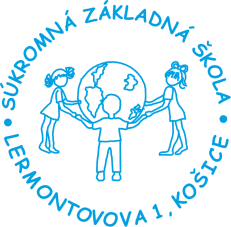 SÚKROMNÁ ZÁKLADNÁ ŠKOLA
LERMONTOVOVA 1, KOŠICE